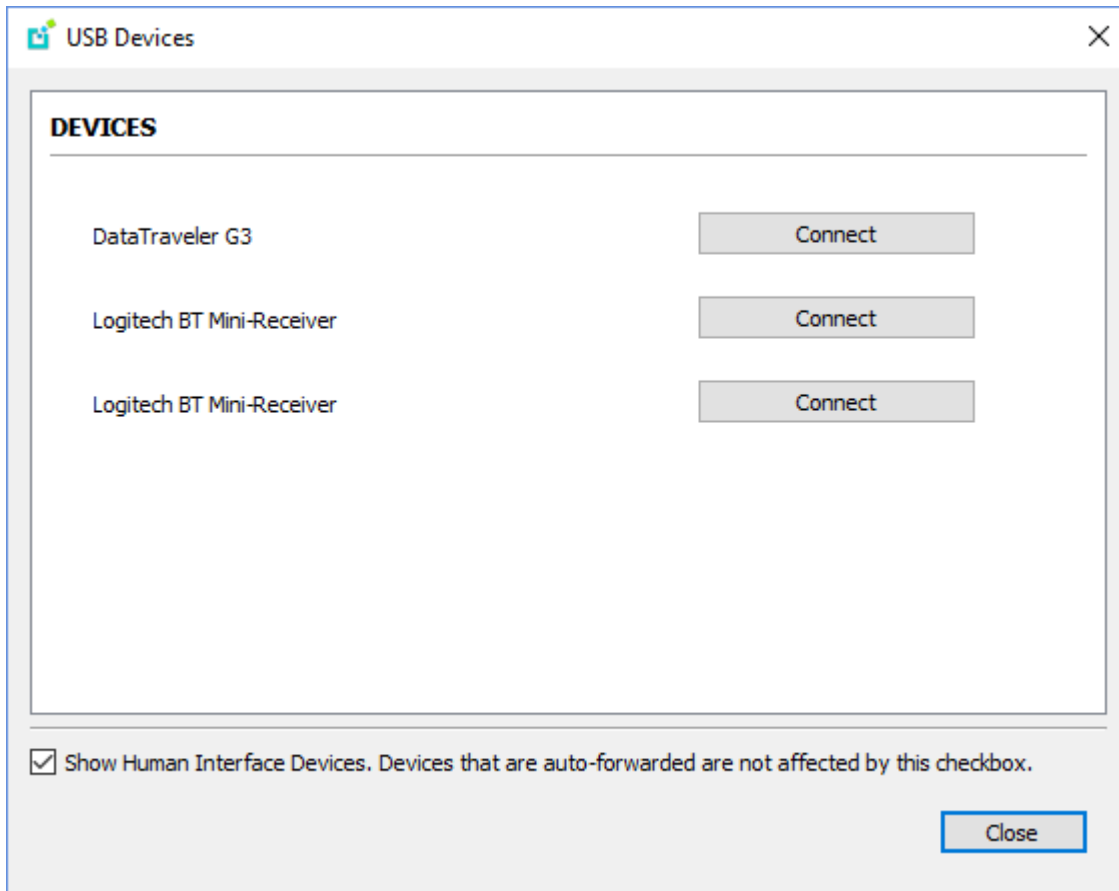 USB Devices
DEVICES
DataTraveler G3
Connect
Logitech BT Mini-Receiver
Connect
Logitech BT Mini-Receiver
Connect
Show Human Interface Devices. Devices that are auto-forwarded are not affected by this checkbox.
Close